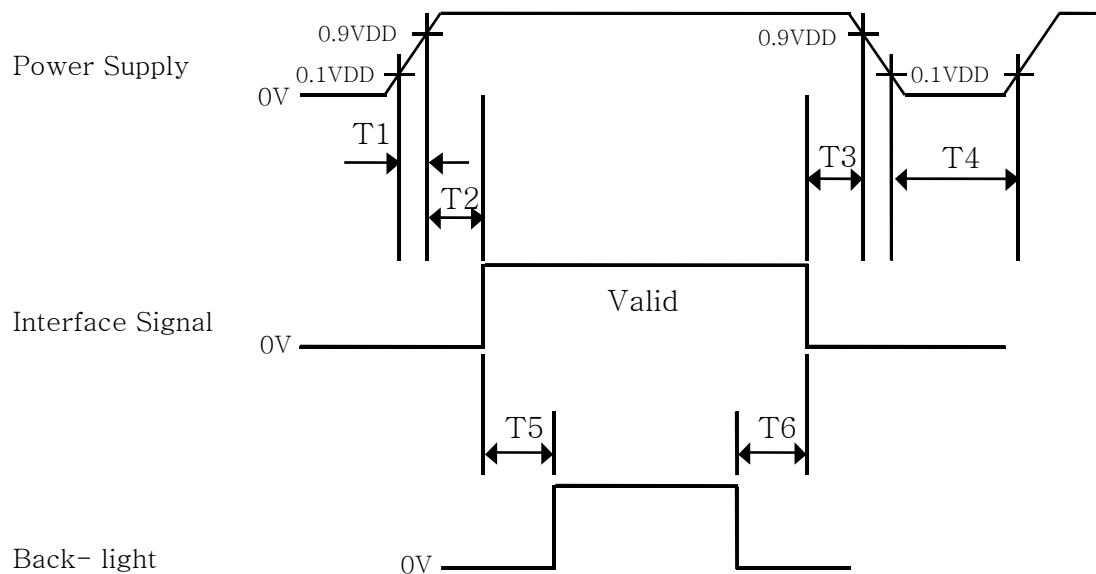 0.9VDD
0.9VDD
Power Supply
0.1VDD
0.1VDD
0V
T1
T3
T4
T2
Valid
Interface Signal
0V
T5
T6
Back- light
0V